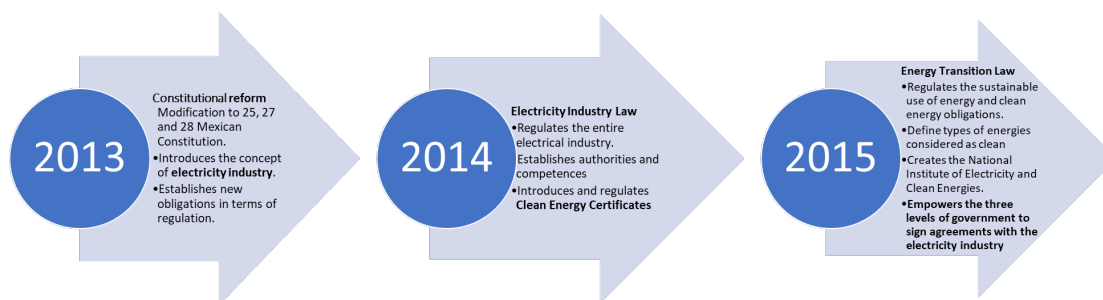 2013
Constitutional reform
Modification to 25, 27
and 28 Mexican
Constitution.
•Introduces the concept
of electricity industry.
•Establishes new
obligations in terms of
regulation.
2014
Electricity Industry Law
•Regulates the entire
electrical industry.
Establishes authorities and
competences
•Introduces and regulates
Clean Energy Certificates
2015
Energy Transition Law
•Regulates the sustainable
use of energy and clean
energy obligations.
•Define types of energies
considered as clean
•Creates the National
Institute of Electricity and
Clean Energies.
•Empowers the three
levels of government to
sign agreements with the
electricity industry